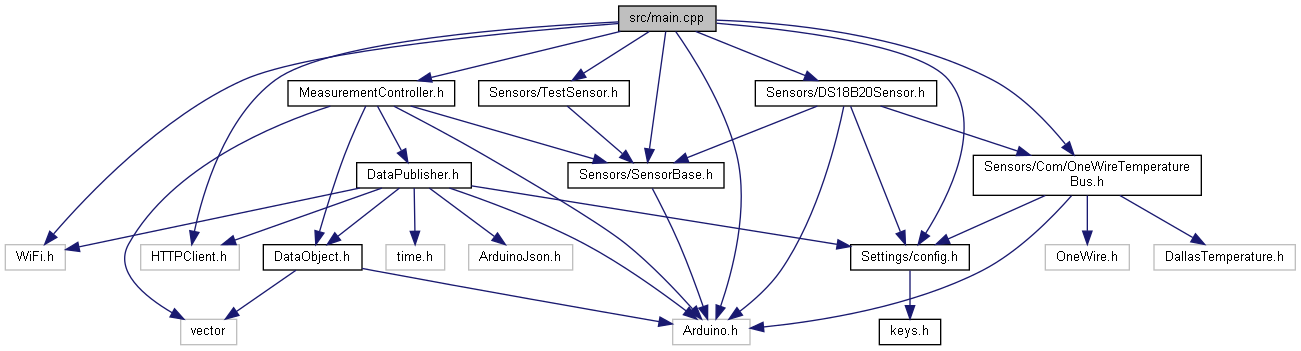 src/main.cpp
MeasurementController.h
Sensors/TestSensor.h
Sensors/DS18B20Sensor.h
DataPublisher.h
Sensors/SensorBase.h
Sensors/Com/OneWireTemperature
Bus.h
WiFi.h
HTTPClient.h
DataObject.h
time.h
ArduinoJson.h
Settings/config.h
OneWire.h
DallasTemperature.h
vector
Arduino.h
keys.h